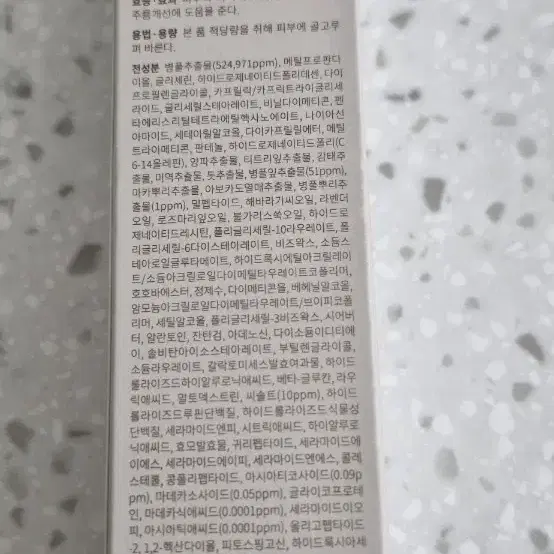 주름개선에 도움을 준다.
용법·용량 본 품 적당량을 취해 피부에 골고루
펴 바른다.
전성분 병풀추출물(524,971ppm), 메틸프로판다
이올, 글리세린, 하이드로제네이티드폴리데센, 다이
프로필렌글라이콜, 카프릴릭/카프릭트라이글리세
라이드, 글리세릴스테아레이트, 비닐다이메티콘, 펜
타에리스리틸테트라에틸헥사노에이트, 나이아신
아마이드, 세테아릴알코올, 다이카프릴릴에터, 메틸
트라이메티콘, 판테놀, 하이드로제네이티드폴리(C
6-14올레핀), 양파추출물, 티트리잎추출물, 김태추
출물, 미역추출물, 톳추출물, 병풀잎추출물(51ppm),
마카뿌리추출물, 아보카도열매추출물, 병풀뿌리추
출물(1ppm), 밀펩타이드, 해바라기씨오일, 라벤더
오일, 로즈마리잎오일, 불가리스쑥오일, 하이드로
제네이티드레시틴, 폴리글리세릴-10라우레이트, 폴
리글리세릴-6다이스테아레이트, 비즈왁스, 소듐스
테아로일글루타메이트, 하이드록시에틸아크릴레이
트/소듐아크릴로일다이메틸타우레이트코폴리머,
호호바에스터, 정제수, 다이메티콘올, 베헤닐알코올,
암모늄아크릴로일다이메틸타우레이트/브이피코폴
리머, 세틸알코올, 폴리글리세릴-3비즈왁스, 시어버
터, 알란토인, 잔탄검, 아데노신, 다이소듐이디티에
이, 솔비탄아이소스테아레이트, 부틸렌글라이콜,
소듐라우레이트, 갈락토미세스발효여과물, 하이드
롤라이즈드하이알루로닉애씨드, 베타-글루칸, 라우
릭애씨드, 말토덱스트린, 씨솔트(10ppm), 하이드
롤라이즈드루핀단백질, 하이드롤라이즈드식물성
단백질, 세라마이드엔피, 시트릭애씨드, 하이알루로
닉애씨드, 효모발효물, 귀리펩타이드, 세라마이드에
이에스, 세라마이드에이피, 세라마이드엔에스, 콜레
스테롤, 콩폴리펩타이드, 아시아티코사이드(0.09p
pm), 마데카소사이드(0.05ppm), 글라이코프로테
인, 마데카식애씨드(0.0001ppm), 세라마이드이오
피, 아시아틱애씨드(0.0001ppm), 올리고펩타이드
-2, 1,2-헥산다이올, 피토스핑고신, 하이드록시아세